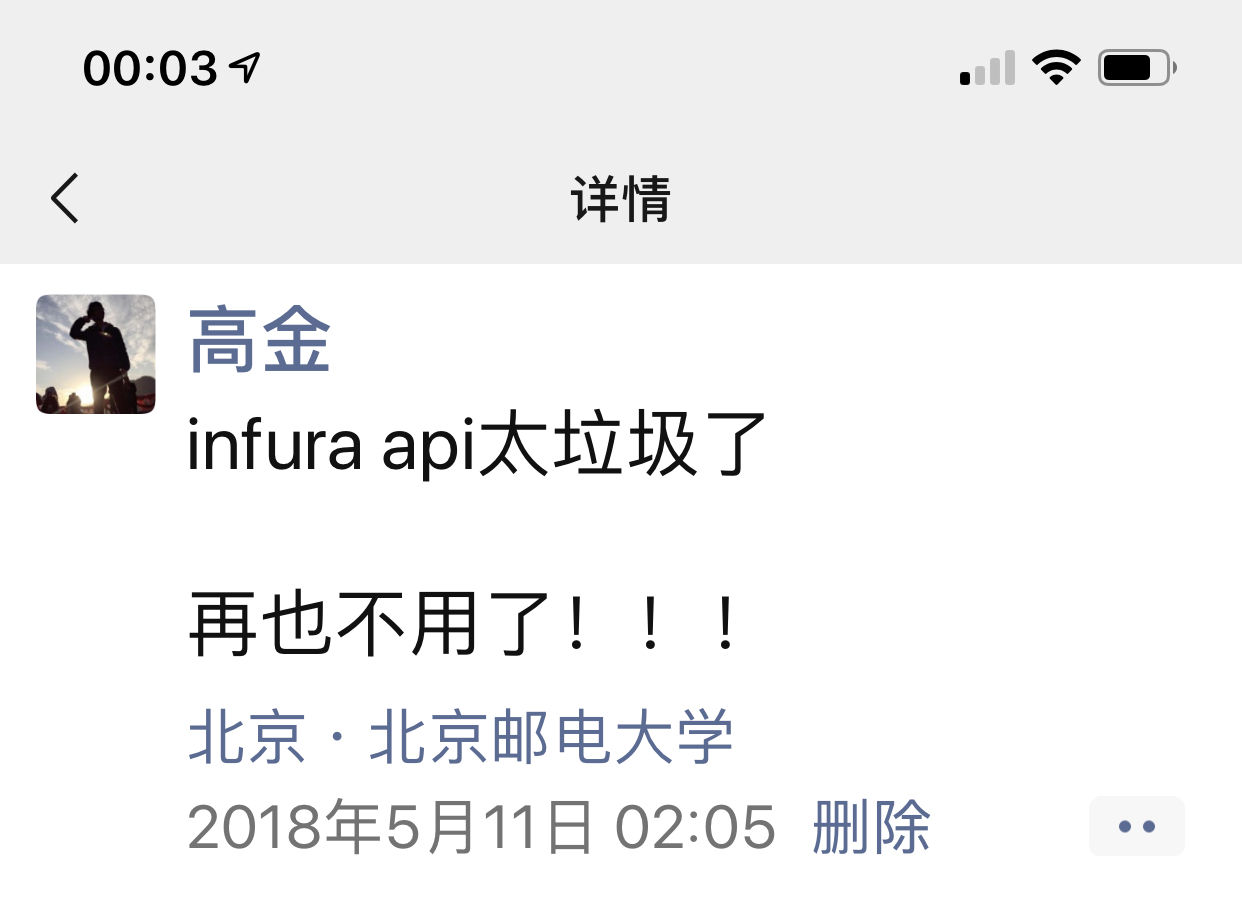 00:03
详情
高金
infura api太垃圾了
再也不用了！！！
北京 · 北京邮电大学
2018年5月11日 02:05 删除